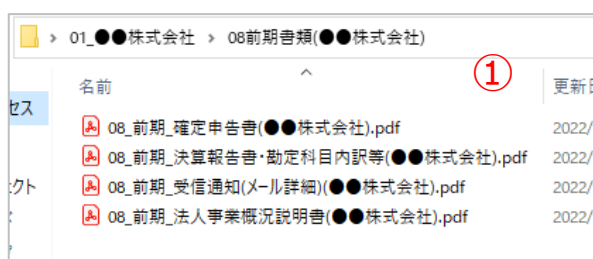 01_●●株式会社 › 08前期書類(●●株式会社)
①
名前 更新日
セス
08_前期_確定申告書(●●株式会社).pdf 2022/
08_前期_決算報告書・勘定科目内訳等(●●株式会社).pdf 2022/
ェクト 08_前期_受信通知(メール詳細)(●●株式会社).pdf 2022/
08_前期_法人事業概況説明書(●●株式会社).pdf 2022/